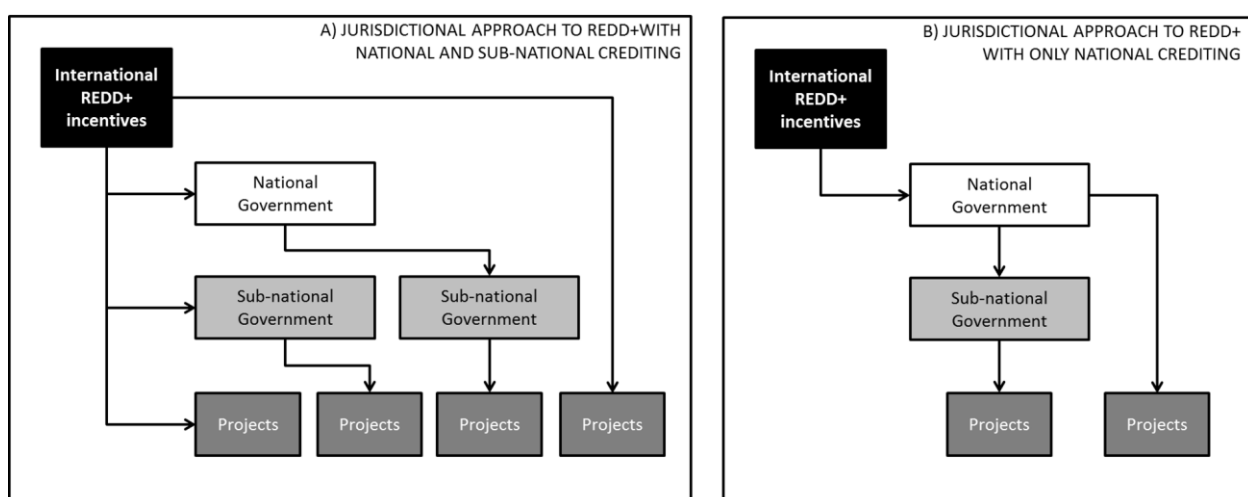 A) JURISDICTIONAL APPROACH TO REDD+WITH
NATIONAL AND SUB-NATIONAL CREDITING
International
REDD+
incentives
National
Government
Sub-national
Government
Sub-national
Government
Projects
Projects
Projects
Projects
B) JURISDICTIONAL APPROACH TO REDD+
WITH ONLY NATIONAL CREDITING
International
REDD+
incentives
National
Government
Sub-national
Government
Projects
Projects